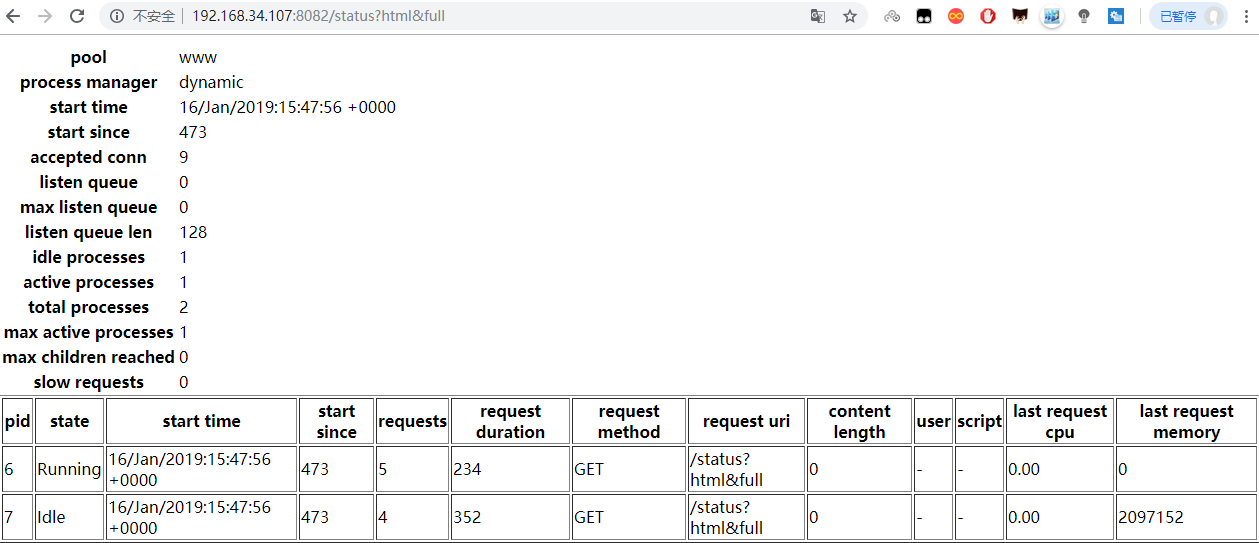 不安全 | 192.168.34.107:8082/status?html&full 已暂停
pool www
process manager dynamic
start time 16/Jan/2019:15:47:56 +0000
start since 473
accepted conn 9
listen queue 0
max listen queue 0
listen queue len 128
idle processes 1
active processes 1
total processes 2
max active processes 1
max children reached 0
slow requests 0
pid state start time start since requests request duration request method request uri content length user script last request cpu last request memory
6 Running 16/Jan/2019:15:47:56 +0000 473 5 234 GET /status?html&full 0 - - 0.00 0
7 Idle 16/Jan/2019:15:47:56 +0000 473 4 352 GET /status?html&full 0 - - 0.00 2097152